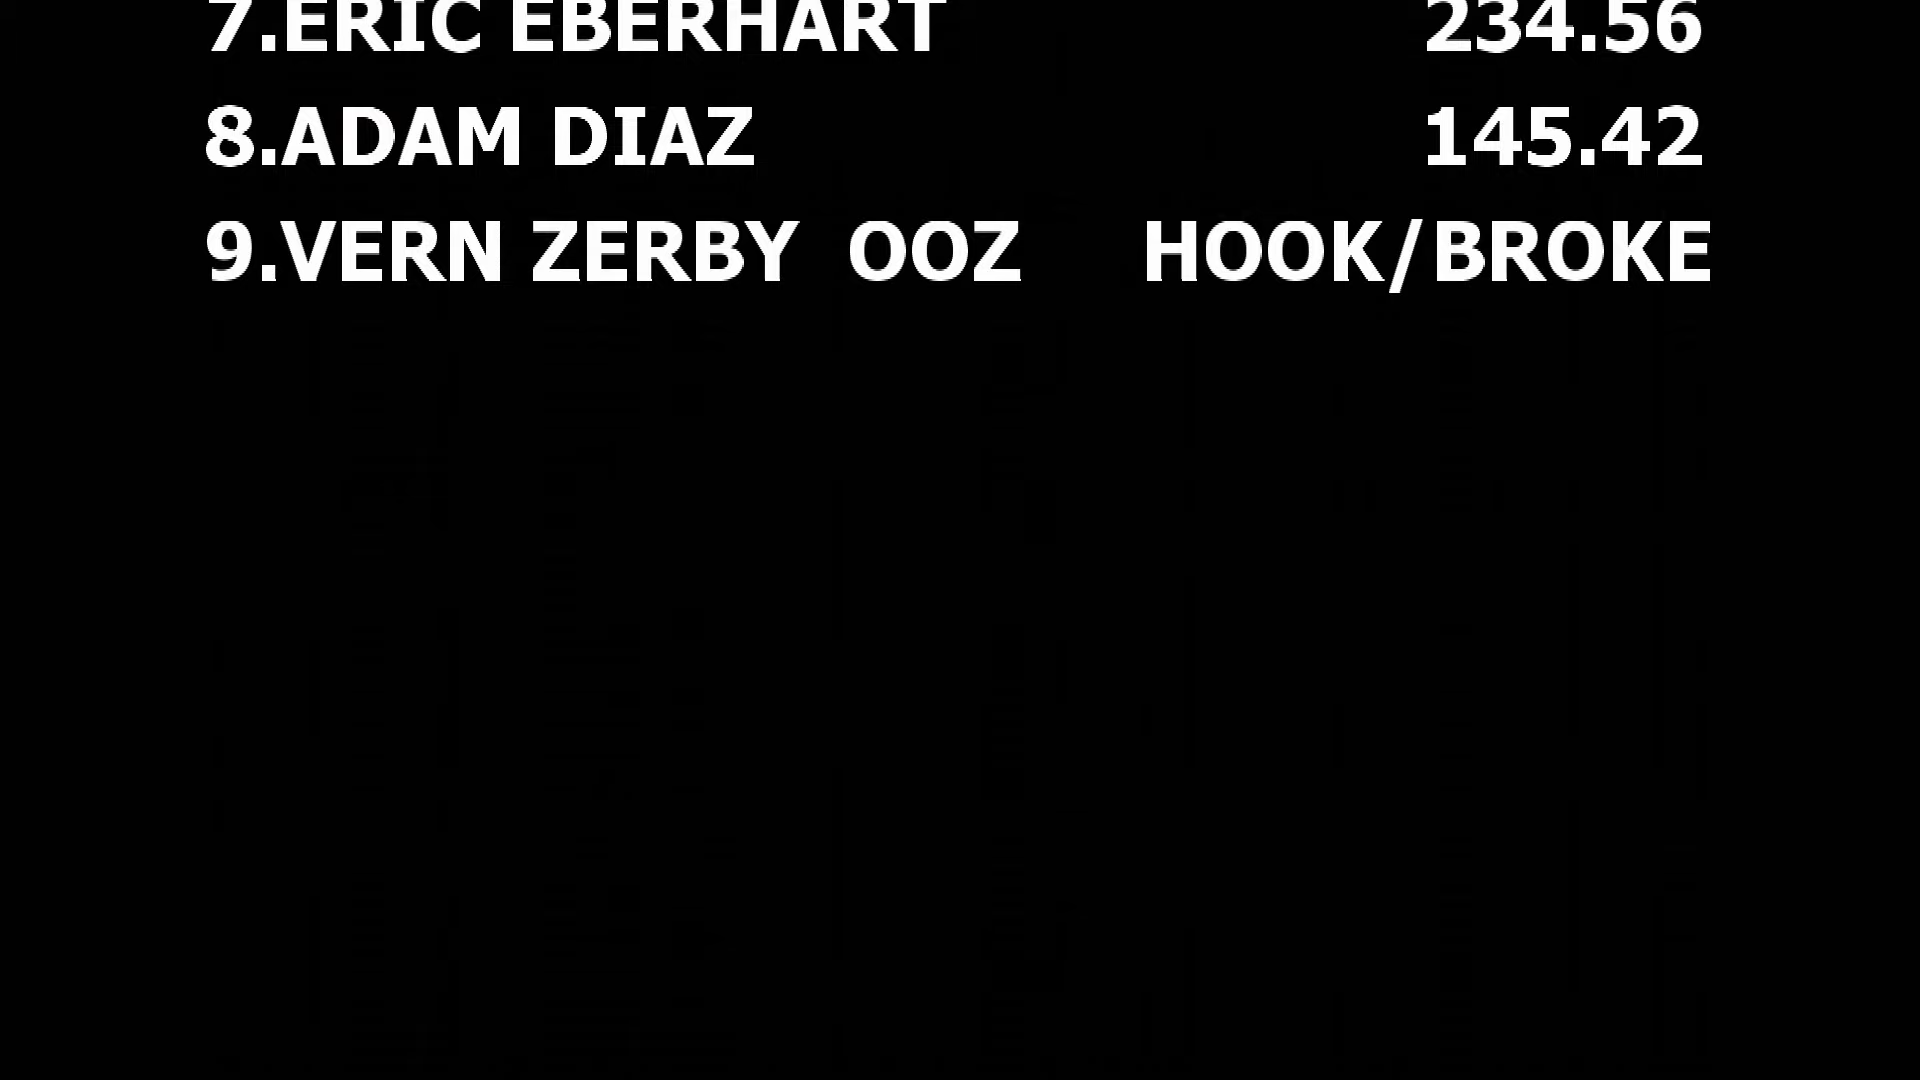 7.ERIC EBERHART 234.56
8.ADAM DIAZ 145.42
9.VERN ZERBY OOZ HOOK/BROKE